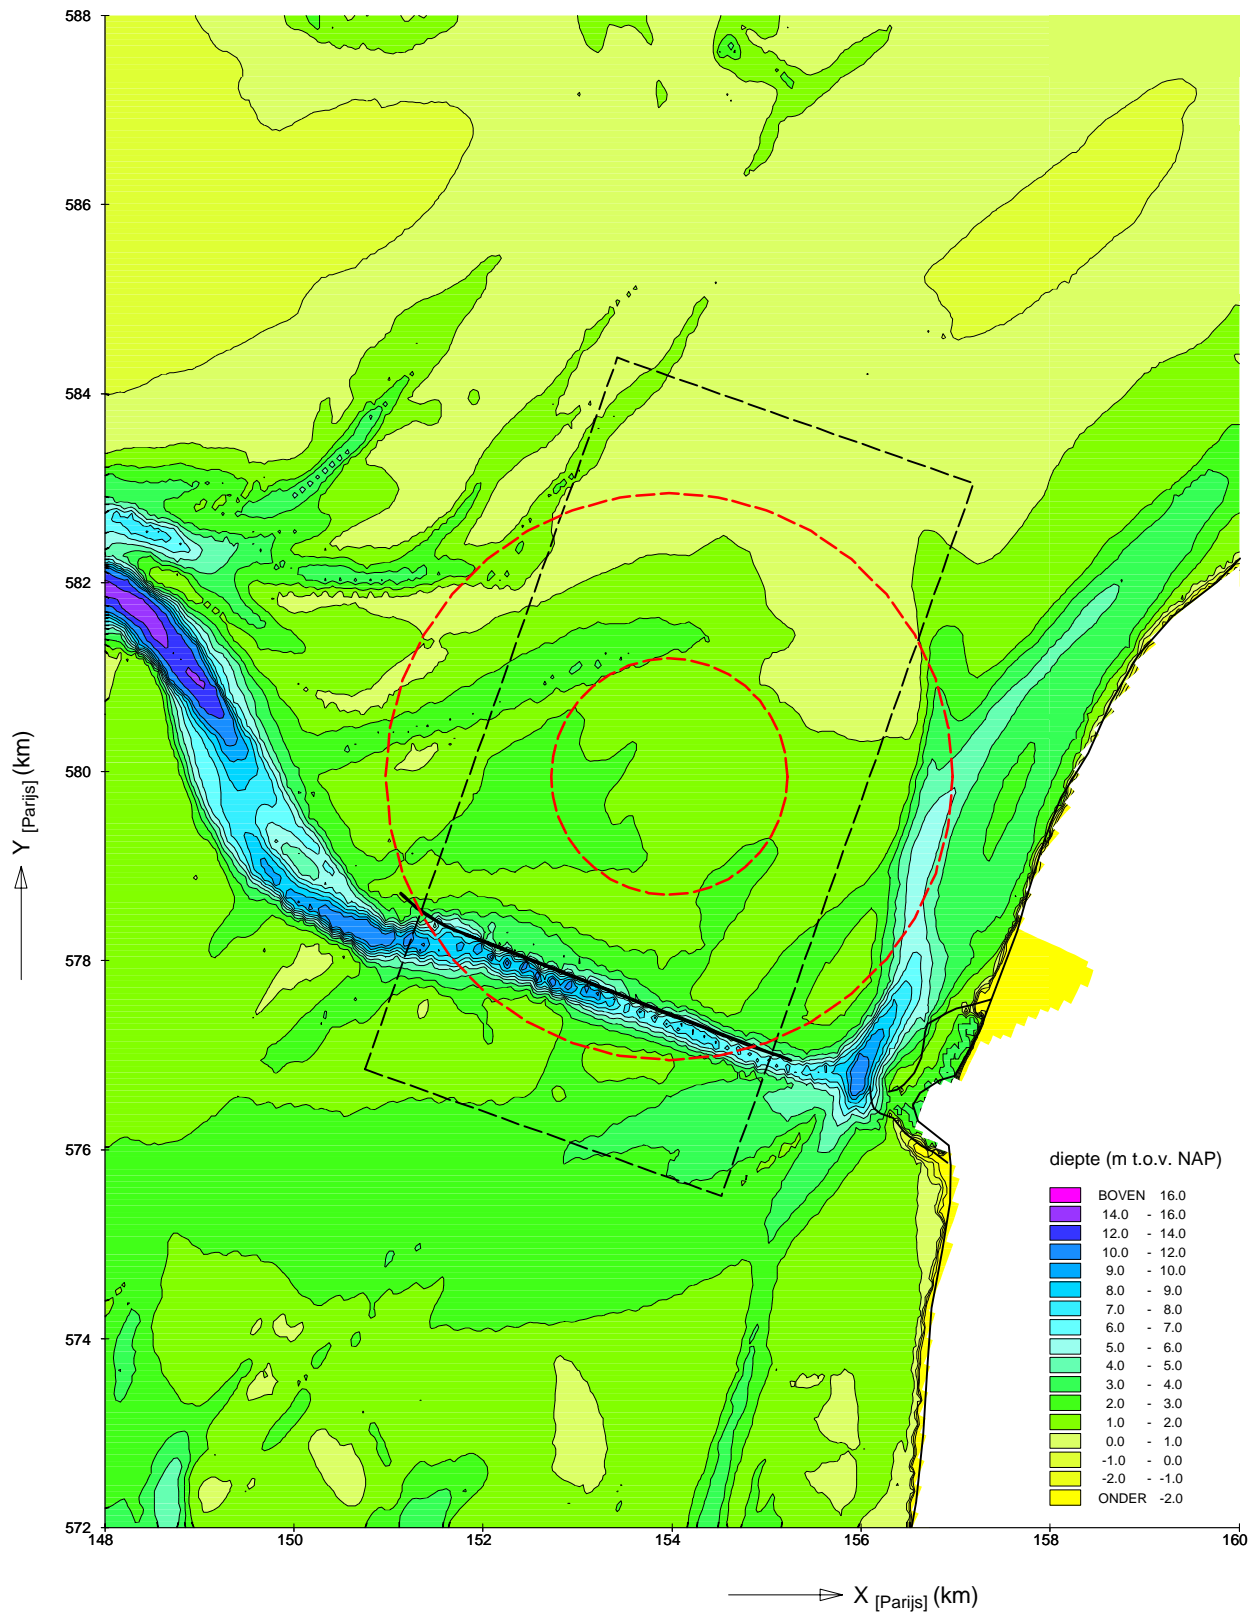 588
586
584
582
580
578
576
574
572
Y [Parijs] (km)
148
150
152
154
156
158
160
X [Parijs] (km)
diepte (m t.o.v. NAP)
BOVEN 16.0
14.0 - 16.0
12.0 - 14.0
10.0 - 12.0
9.0 - 10.0
8.0 - 9.0
7.0 - 8.0
6.0 - 7.0
5.0 - 6.0
4.0 - 5.0
3.0 - 4.0
2.0 - 3.0
1.0 - 2.0
0.0 - 1.0
-1.0 - 0.0
-2.0 - -1.0
ONDER -2.0